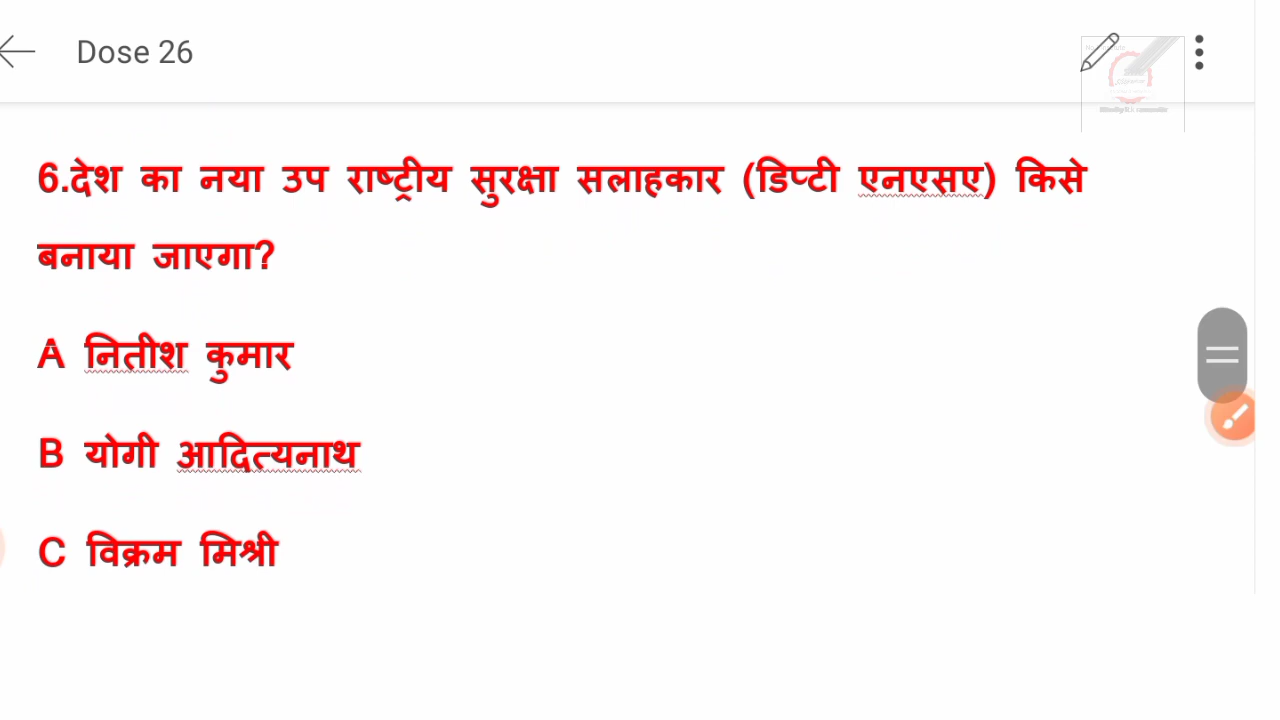 Dose 26
6.देश का नया उप राष्ट्रीय सुरक्षा सलाहकार (डिप्टी एनएसए) किसे
बनाया जाएगा?
A नितीश कुमार
B योगी आदित्यनाथ
C विक्रम मिश्री